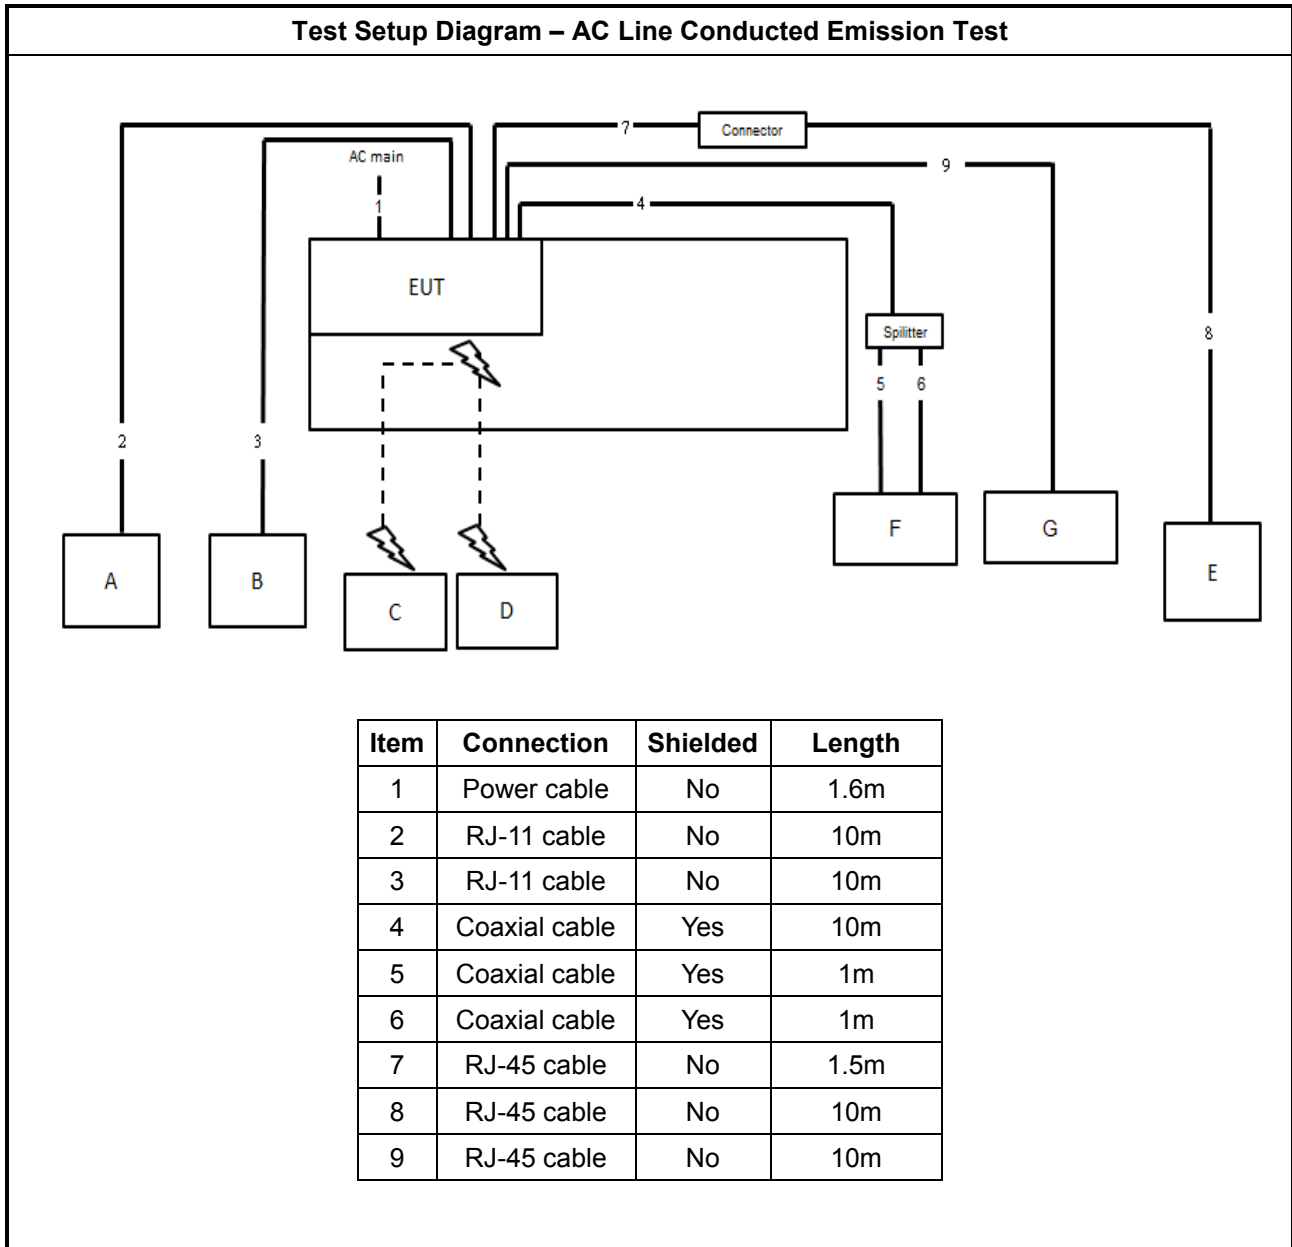 Test Setup Diagram – AC Line Conducted Emission Test
7
Connector
AC main
9
1
4
EUT
Spilitter
8
5 6
2
3
F
G
E
A
B
C
D
Item Connection Shielded Length
1 Power cable No 1.6m
2 RJ-11 cable No 10m
3 RJ-11 cable No 10m
4 Coaxial cable Yes 10m
5 Coaxial cable Yes 1m
6 Coaxial cable Yes 1m
7 RJ-45 cable No 1.5m
8 RJ-45 cable No 10m
9 RJ-45 cable No 10m